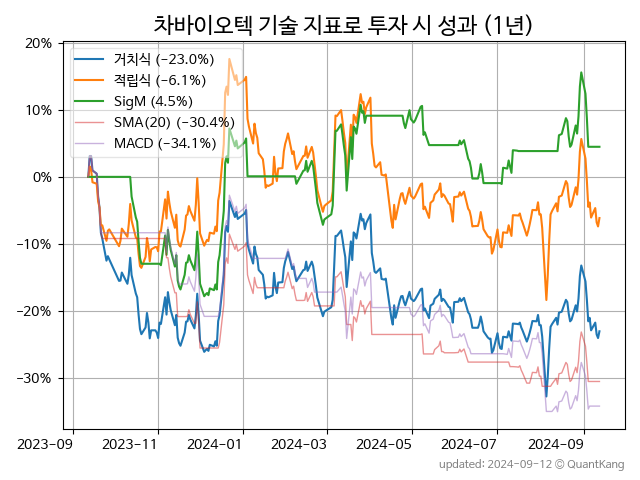 차바이오텍 기술 지표로 투자 시 성과 (1년)
20%
10%
0%
−10%
−20%
−30%
거치식 (−23.0%)
적립식 (−6.1%)
SigM (4.5%)
SMA(20) (−30.4%)
MACD (−34.1%)
2023-09 2023-11 2024-01 2024-03 2024-05 2024-07 2024-09
updated: 2024-09-12 © QuantKang